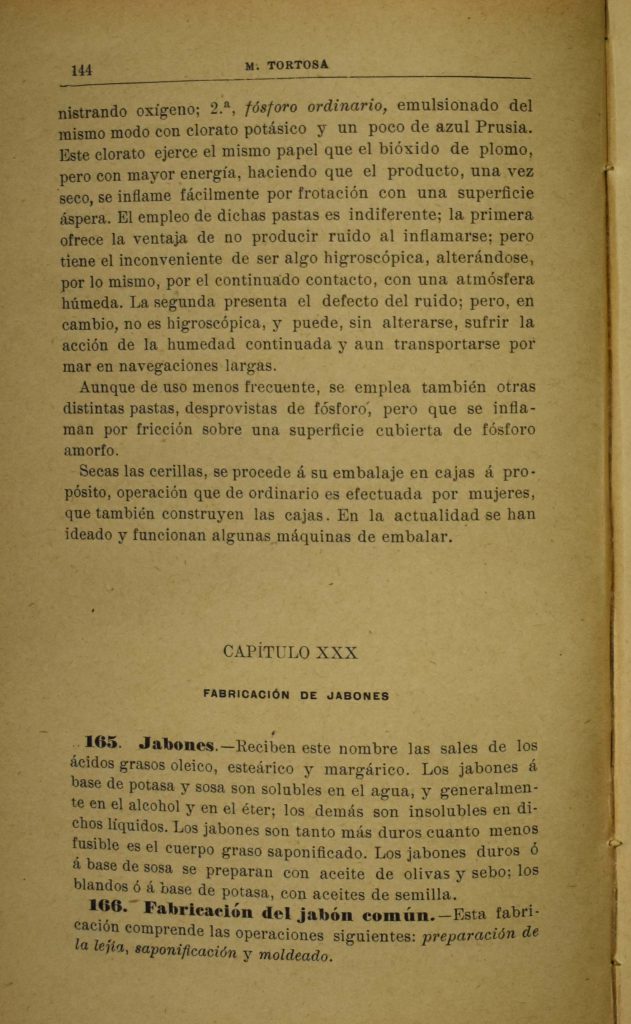 144
M. TORTOSA
nistrando oxígeno; 2.ª, fósforo ordinario, emulsionado del
mismo modo con clorato potásico y un poco de azul Prusia.
Este clorato ejerce el mismo papel que el bióxido de plomo,
pero con mayor energía, haciendo que el producto, una vez
seco, se inflame fácilmente por frotación con una superficie
áspera. El empleo de dichas pastas es indiferente; la primera
ofrece la ventaja de no producir ruido al inflamarse; pero
tiene el inconveniente de ser algo higroscópica, alterándose,
por lo mismo, por el continuado contacto, con una atmósfera
húmeda. La segunda presenta el defecto del ruido; pero, en
cambio, no es higroscópica, y puede, sin alterarse, sufrir la
acción de la humedad continuada y aun transportarse por
mar en navegaciones largas.
Aunque de uso menos frecuente, se emplea también otras
distintas pastas, desprovistas de fósforo, pero que se infla-
man por fricción sobre una superficie cubierta de fósforo
amorfo.
Secas las cerillas, se procede á su embalaje en cajas á pro-
pósito, operación que de ordinario es efectuada por mujeres,
que también construyen las cajas. En la actualidad se han
ideado y funcionan algunas máquinas de embalar.
CAPÍTULO XXX
FABRICACIÓN DE JABONES
165. Jabones.—Reciben este nombre las sales de los
ácidos grasos oleico, esteárico y margárico. Los jabones á
base de potasa y sosa son solubles en el agua, y generalmen-
te en el alcohol y en el éter; los demás son insolubles en di-
chos líquidos. Los jabones son tanto más duros cuanto menos
fusible es el cuerpo graso saponificado. Los jabones duros ó
á base de sosa se preparan con aceite de olivas y sebo; los
blandos ó á base de potasa, con aceites de semilla.
166. Fabricación del jabón común.—Esta fabri-
cación comprende las operaciones siguientes: preparación de
la lejía, saponificación y moldeado.